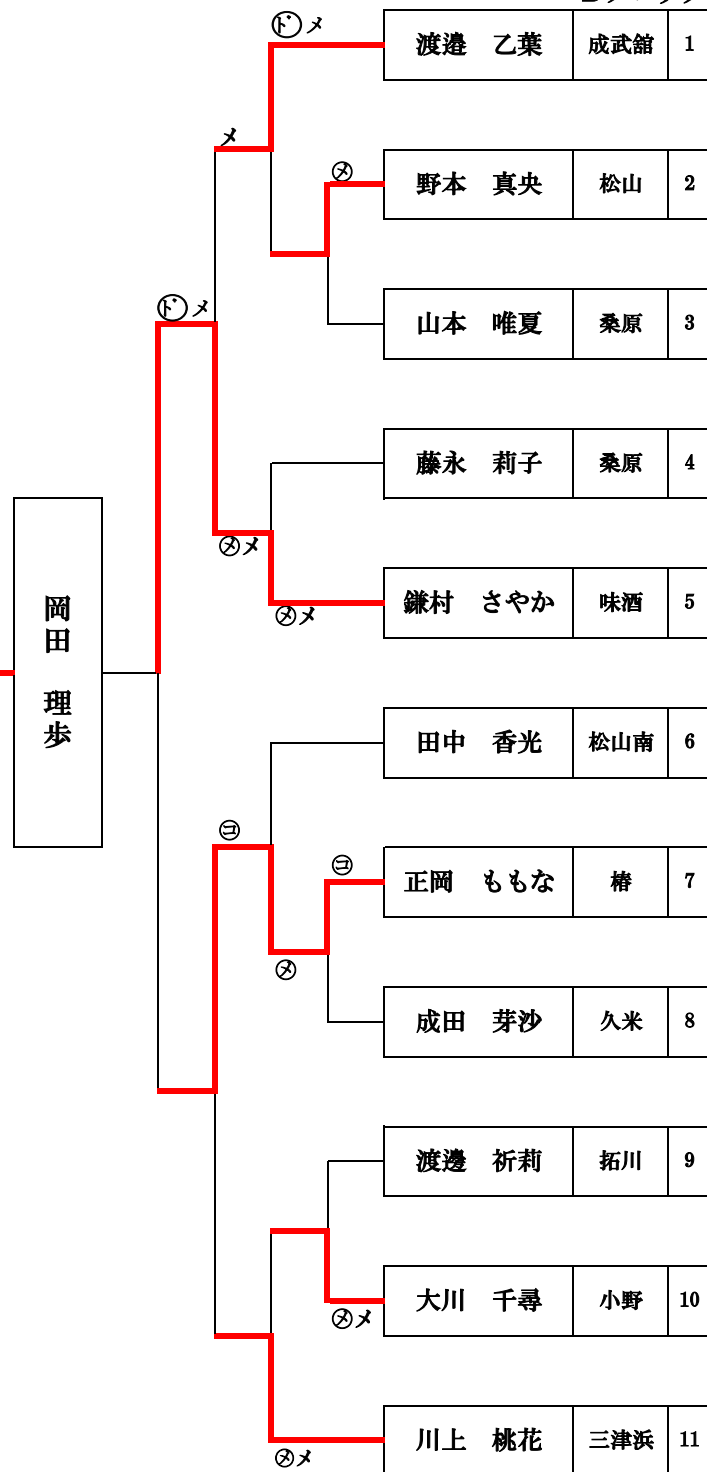 ド メ
渡邉 乙葉 成武舘 1
メ
メ
野本 真央 松山 2
ド メ
山本 唯夏 桑原 3
藤永 莉子 桑原 4
メメ
鎌村 さやか 味酒 5
メメ
岡田 理歩
田中 香光 松山南 6
コ
コ
正岡 ももな 椿 7
メ
成田 芽沙 久米 8
渡邊 祈莉 拓川 9
大川 千尋 小野 10
メメ
川上 桃花 三津浜 11
メメ